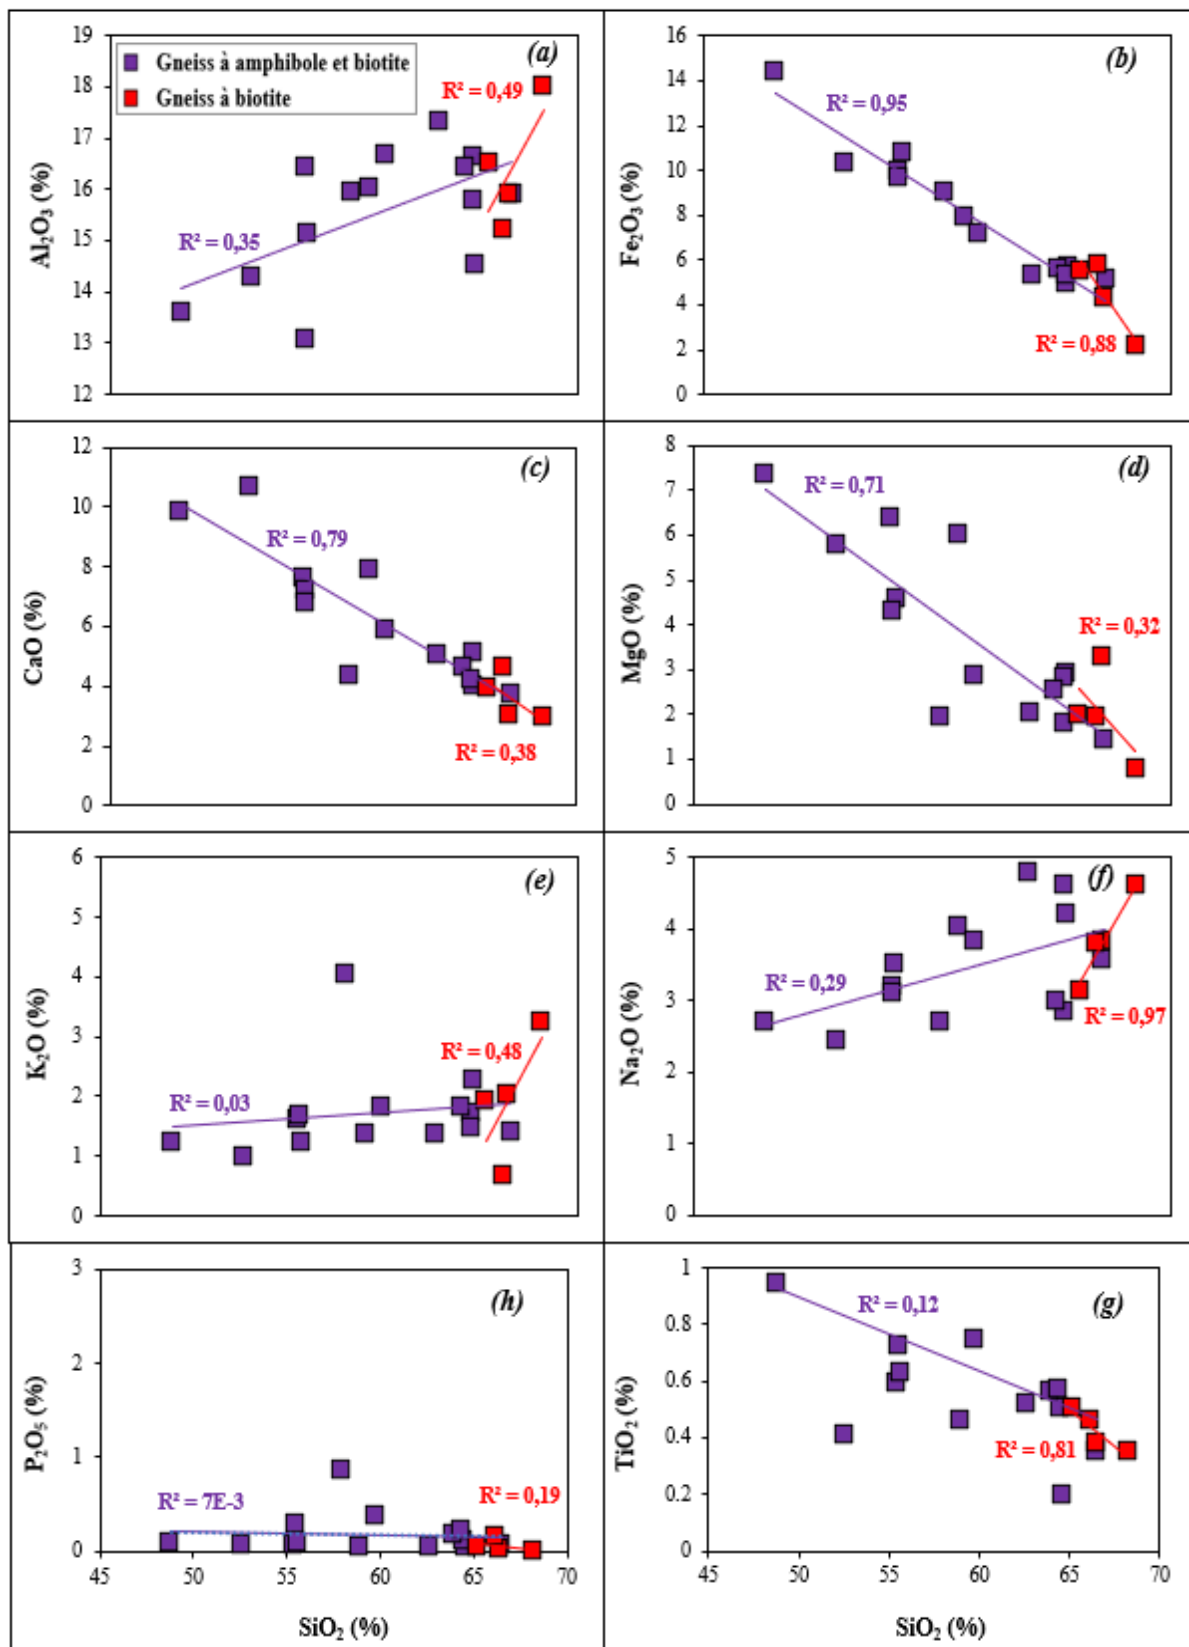 19
18
17
16
15
14
13
12
Al₂O₃ (%)
Gneiss à amphibole et biotite
Gneiss à biotite
(a)
R² = 0,49
R² = 0,35
16
14
12
10
8
6
4
2
0
Fe₂O₃ (%)
(b)
R² = 0,95
R² = 0,88
12
10
8
6
4
2
0
CaO (%)
(c)
R² = 0,79
R² = 0,38
8
7
6
5
4
3
2
1
0
MgO (%)
(d)
R² = 0,71
R² = 0,32
6
5
4
3
2
1
0
K₂O (%)
(e)
R² = 0,48
R² = 0,03
5
4
3
2
1
0
Na₂O (%)
(f)
R² = 0,29
R² = 0,97
3
2
1
0
P₂O₅ (%)
(h)
R² = 7E-3
R² = 0,19
45 50 55 60 65 70
SiO₂ (%)
1
0.8
0.6
0.4
0.2
0
TiO₂ (%)
(g)
R² = 0,12
R² = 0,81
45 50 55 60 65 70
SiO₂ (%)